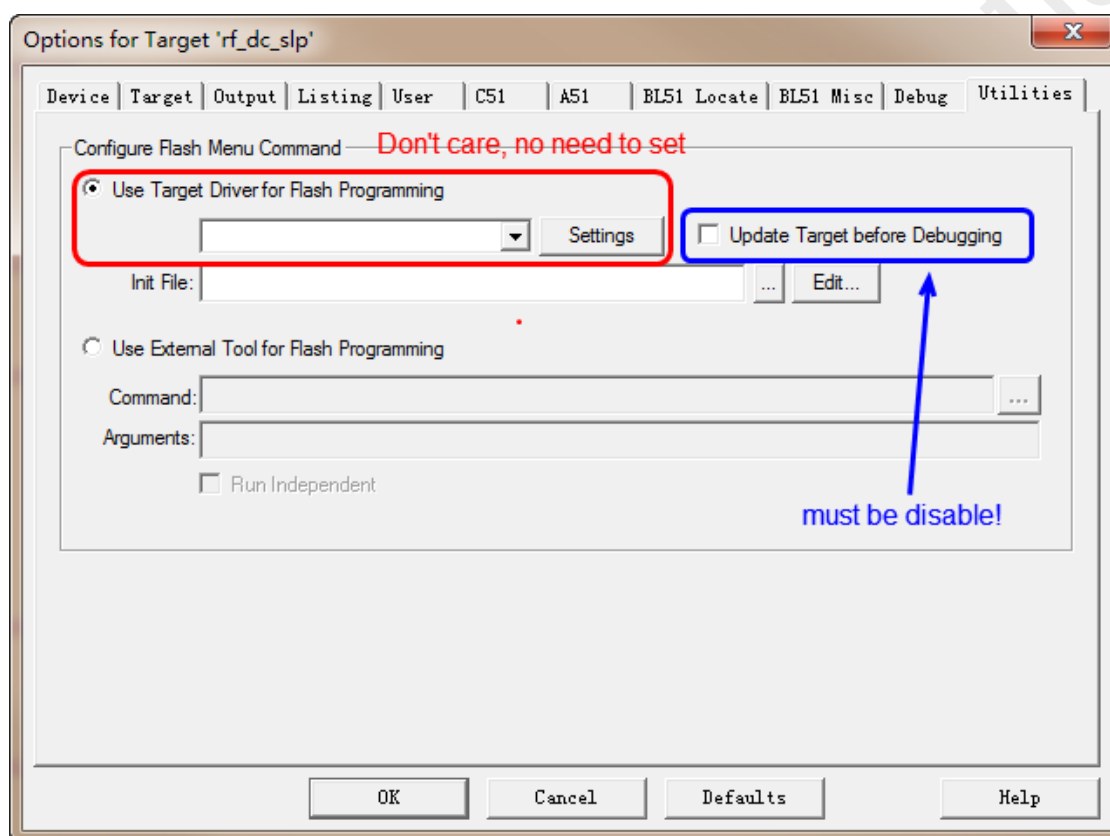 Options for Target 'rf_dc_slp'
Device Target Output Listing User C51 A51 BL51 Locate BL51 Misc Debug Utilities
Configure Flash Menu Command Don't care, no need to set
Use Target Driver for Flash Programming
Settings Update Target before Debugging
Init File: ... Edit...
Use External Tool for Flash Programming
Command: ...
Arguments:
Run Independent
must be disable!
OK Cancel Defaults Help